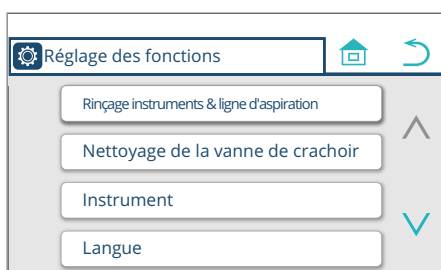 Réglage des fonctions
Rinçage instruments & ligne d'aspiration
Nettoyage de la vanne de crachoir
Instrument
Langue